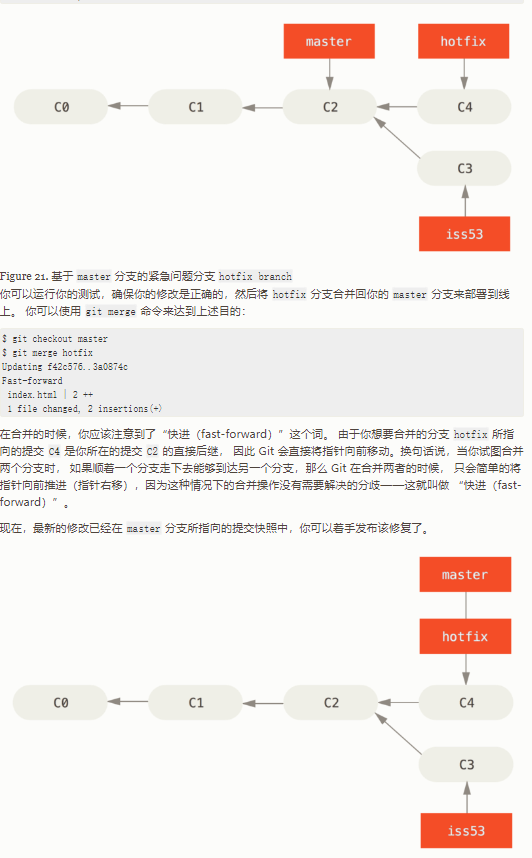 master hotfix
C0 C1 C2 C4
C3
iss53
Figure 21. 基于 master 分支的紧急问题分支 hotfix branch
你可以运行你的测试，确保你的修改是正确的，然后将 hotfix 分支合并回你的 master 分支来部署到线
上。 你可以使用 git merge 命令来达到上述目的：
$ git checkout master
$ git merge hotfix
Updating f42c576..3a0874c
Fast-forward
index.html | 2 ++
1 file changed, 2 insertions(+)
在合并的时候，你应该注意到了“快进（fast-forward）”这个词。 由于你想要合并的分支 hotfix 所指
向的提交 C4 是你所在的提交 C2 的直接后继， 因此 Git 会直接将指针向前移动。换句话说，当你试图合并
两个分支时， 如果顺着一个分支走下去能够到达另一个分支，那么 Git 在合并两者的时候， 只会简单的将
指针向前推进（指针右移），因为这种情况下的合并操作没有需要解决的分歧——这就叫做 “快进（fast-
forward）”。
现在，最新的修改已经在 master 分支所指向的提交快照中，你可以着手发布该修复了。
master
hotfix
C0 C1 C2 C4
C3
iss53